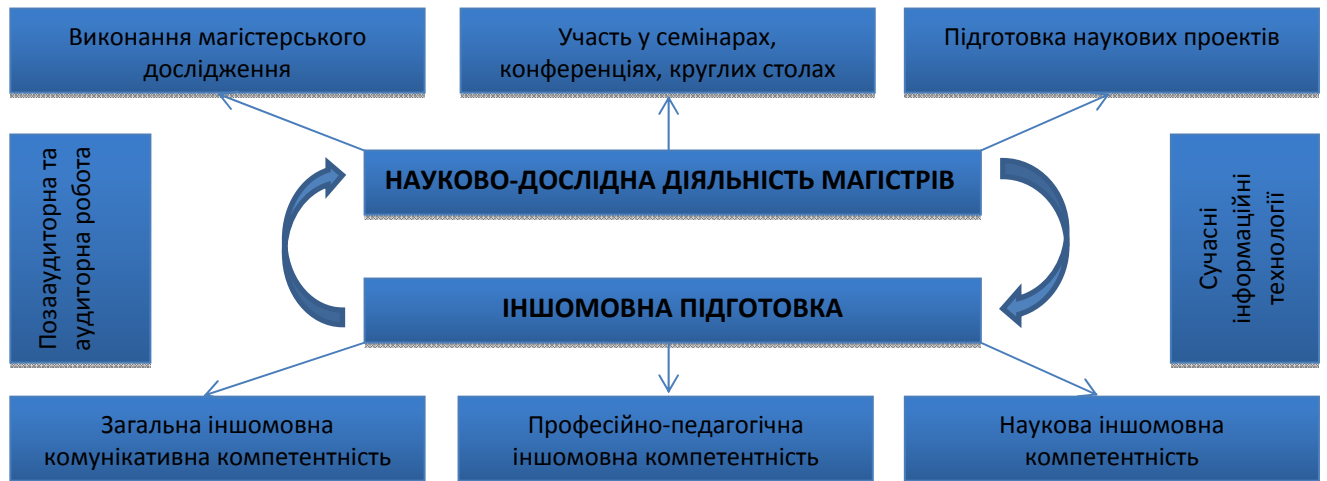 Виконання магістерського
дослідження
Участь у семінарах,
конференціях, круглих столах
Підготовка наукових проектів
Позааудиторна та
аудиторна робота
НАУКОВО-ДОСЛІДНА ДІЯЛЬНІСТЬ МАГІСТРІВ
Сучасні
інформаційні
технології
ІНШОМОВНА ПІДГОТОВКА
Загальна іншомовна
комунікативна компетентність
Професійно-педагогічна
іншомовна компетентність
Наукова іншомовна
компетентність